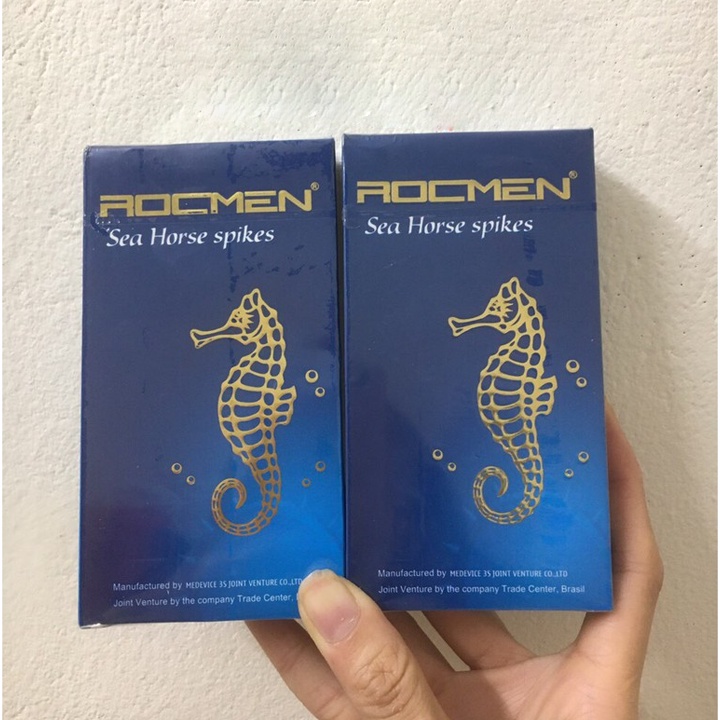 ROCMEN®
Sea Horse spikes
Manufactured by MEDEVICE 3S JOINT VENTURE CO.,LTD
Joint Venture by the company Trade Center,
ROCMEN®
Sea Horse spikes
Manufactured by MEDEVICE 3S JOINT VENTURE CO.,LTD
Joint Venture by the company Trade Center, Brasil